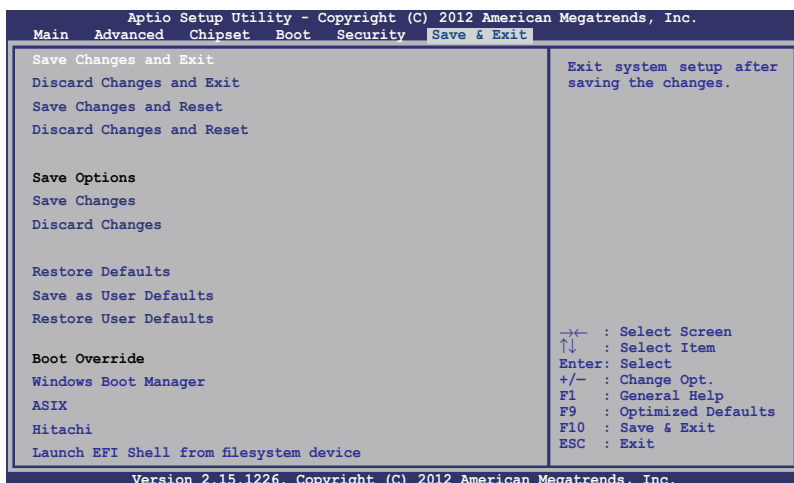 Aptio Setup Utility - Copyright (C) 2012 American Megatrends, Inc.
Main Advanced Chipset Boot Security Save & Exit
Save Changes and Exit
Discard Changes and Exit
Save Changes and Reset
Discard Changes and Reset
Save Options
Save Changes
Discard Changes
Restore Defaults
Save as User Defaults
Restore User Defaults
Boot Override
Windows Boot Manager
ASIX
Hitachi
Launch EFI Shell from filesystem device
Exit system setup after
saving the changes.
→← : Select Screen
↑↓ : Select Item
Enter: Select
+/− : Change Opt.
F1 : General Help
F9 : Optimized Defaults
F10 : Save & Exit
ESC : Exit
Version 2.15.1226. Copyright (C) 2012 American Megatrends, Inc.